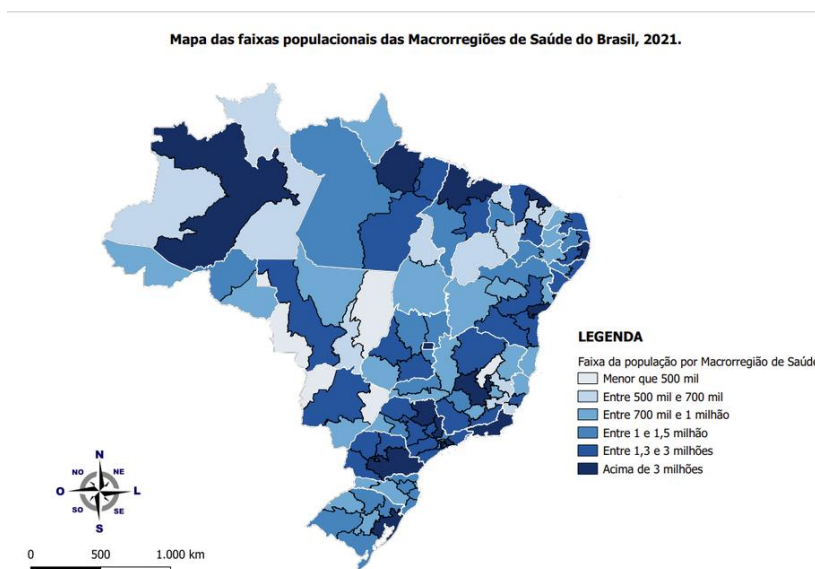 Mapa das faixas populacionais das Macrorregiões de Saúde do Brasil, 2021.
LEGENDA
Faixa da população por Macrorregião de Saúde
Menor que 500 mil
Entre 500 mil e 700 mil
Entre 700 mil e 1 milhão
Entre 1 e 1,5 milhão
Entre 1,3 e 3 milhões
Acima de 3 milhões
N
NO NE
O L
SO SE
S
0 500 1.000 km